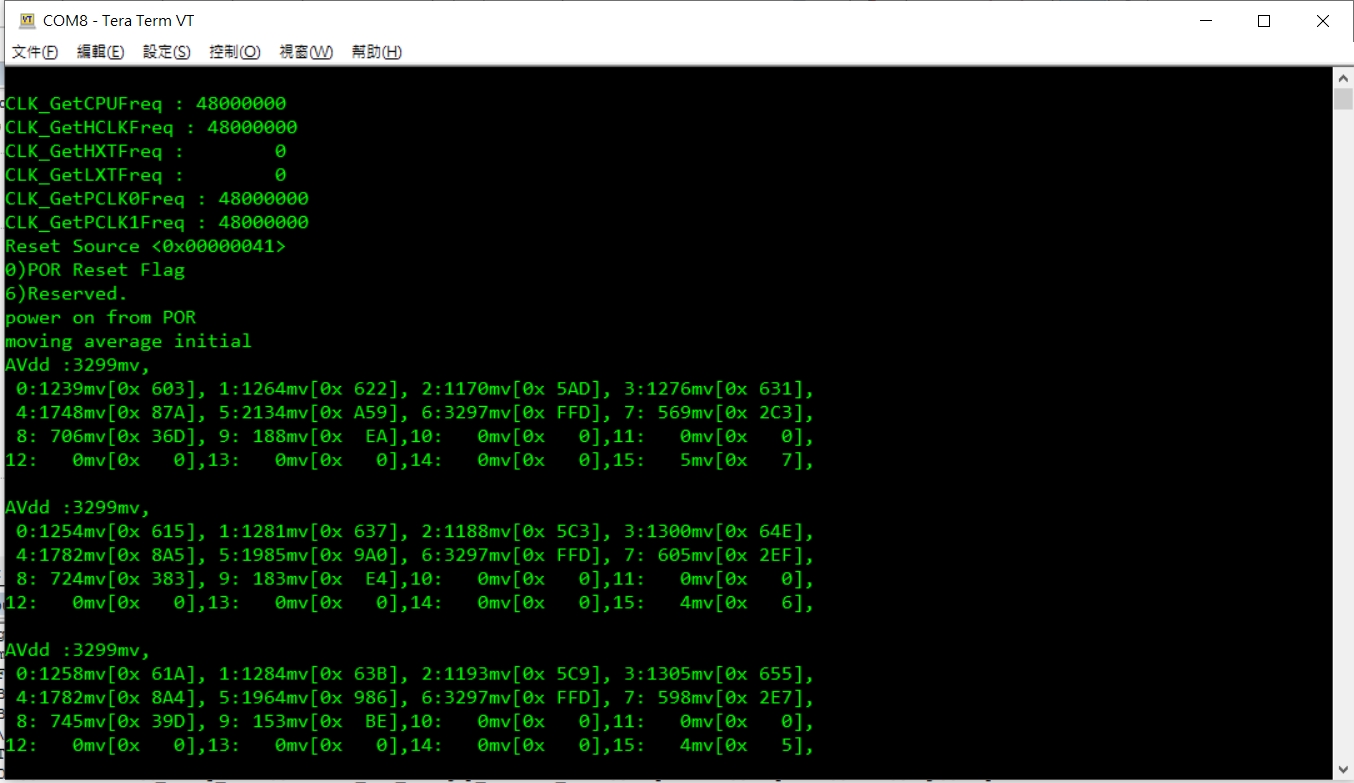 COM8 - Tera Term VT
文件(F) 編輯(E) 設定(S) 控制(O) 視窗(W) 幫助(H)
CLK_GetCPUFreq : 48000000
CLK_GetHCLKFreq : 48000000
CLK_GetHXTFreq :        0
CLK_GetLXTFreq :        0
CLK_GetPCLK0Freq : 48000000
CLK_GetPCLK1Freq : 48000000
Reset Source <0x00000041>
0)POR Reset Flag
6)Reserved.
power on from POR
moving average initial
AVdd :3299mv,
 0:1239mv[0x 603], 1:1264mv[0x 622], 2:1170mv[0x 5AD], 3:1276mv[0x 631],
 4:1748mv[0x 87A], 5:2134mv[0x A59], 6:3297mv[0x FFD], 7: 569mv[0x 2C3],
 8: 706mv[0x 36D], 9: 188mv[0x  EA],10:   0mv[0x   0],11:   0mv[0x   0],
12:   0mv[0x   0],13:   0mv[0x   0],14:   0mv[0x   0],15:   5mv[0x   7],

AVdd :3299mv,
 0:1254mv[0x 615], 1:1281mv[0x 637], 2:1188mv[0x 5C3], 3:1300mv[0x 64E],
 4:1782mv[0x 8A5], 5:1985mv[0x 9A0], 6:3297mv[0x FFD], 7: 605mv[0x 2EF],
 8: 724mv[0x 383], 9: 183mv[0x  E4],10:   0mv[0x   0],11:   0mv[0x   0],
12:   0mv[0x   0],13:   0mv[0x   0],14:   0mv[0x   0],15:   4mv[0x   6],

AVdd :3299mv,
 0:1258mv[0x 61A], 1:1284mv[0x 63B], 2:1193mv[0x 5C9], 3:1305mv[0x 655],
 4:1782mv[0x 8A4], 5:1964mv[0x 986], 6:3297mv[0x FFD], 7: 598mv[0x 2E7],
 8: 745mv[0x 39D], 9: 153mv[0x  BE],10:   0mv[0x   0],11:   0mv[0x   0],
12:   0mv[0x   0],13:   0mv[0x   0],14:   0mv[0x   0],15:   4mv[0x   5],